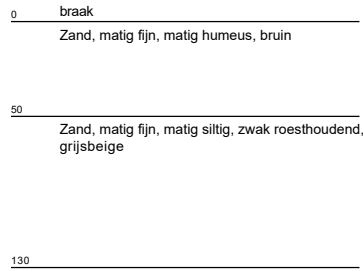 0 braak
Zand, matig fijn, matig humeus, bruin
50
Zand, matig fijn, matig siltig, zwak roesthoudend,
grijsbeige
130